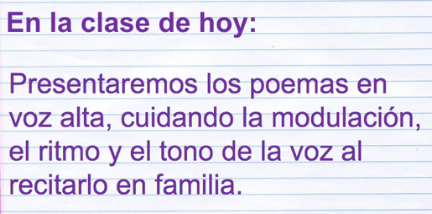 En la clase de hoy:
Presentaremos los poemas en
voz alta, cuidando la modulación,
el ritmo y el tono de la voz al
recitarlo en familia.